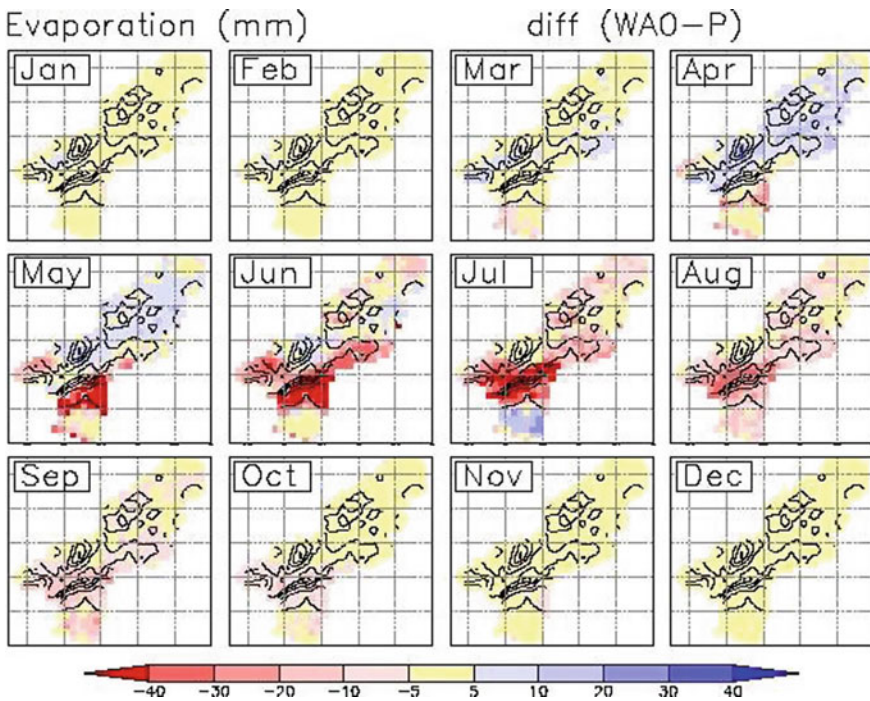 Evaporation (mm) diff (WAO-P)
Jan Feb Mar Apr
May Jun Jul Aug
Sep Oct Nov Dec
-40 -30 -20 -10 -5 5 10 20 30 40